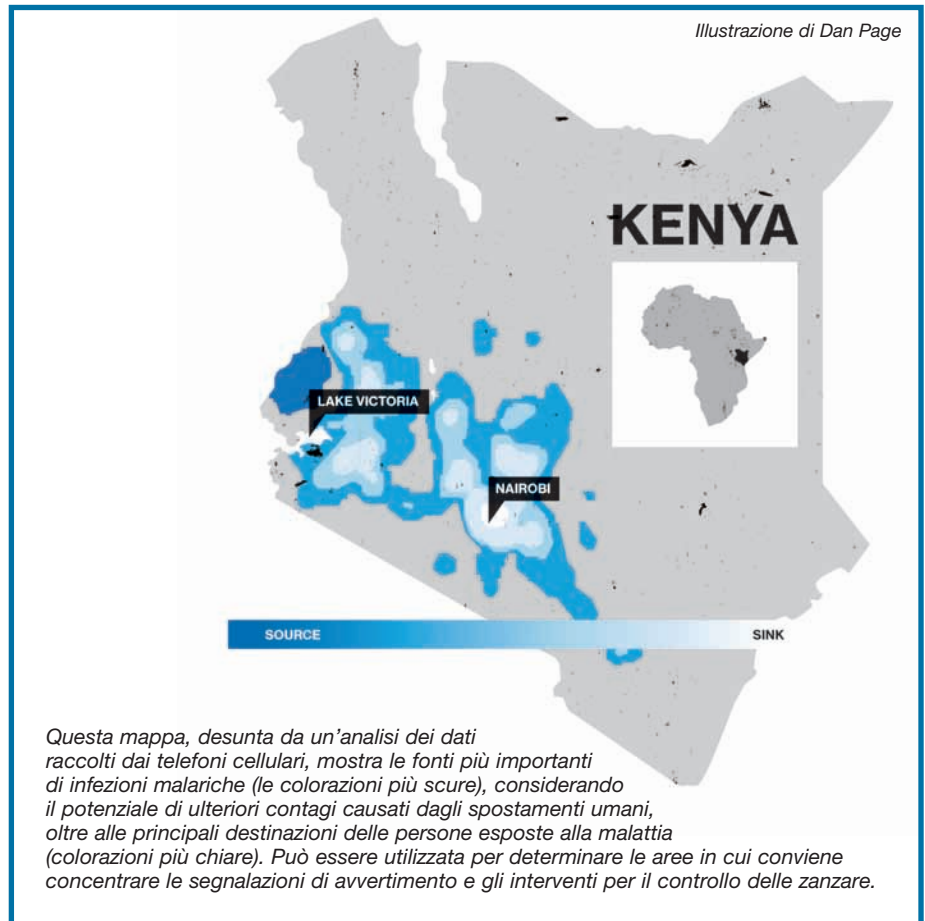 Illustrazione di Dan Page
KENYA
LAKE VICTORIA
NAIROBI
SOURCE
SINK
Questa mappa, desunta da un'analisi dei dati
raccolti dai telefoni cellulari, mostra le fonti più importanti
di infezioni malariche (le colorazioni più scure), considerando
il potenziale di ulteriori contagi causati dagli spostamenti umani,
oltre alle principali destinazioni delle persone esposte alla malattia
(colorazioni più chiare). Può essere utilizzata per determinare le aree in cui conviene
concentrare le segnalazioni di avvertimento e gli interventi per il controllo delle zanzare.